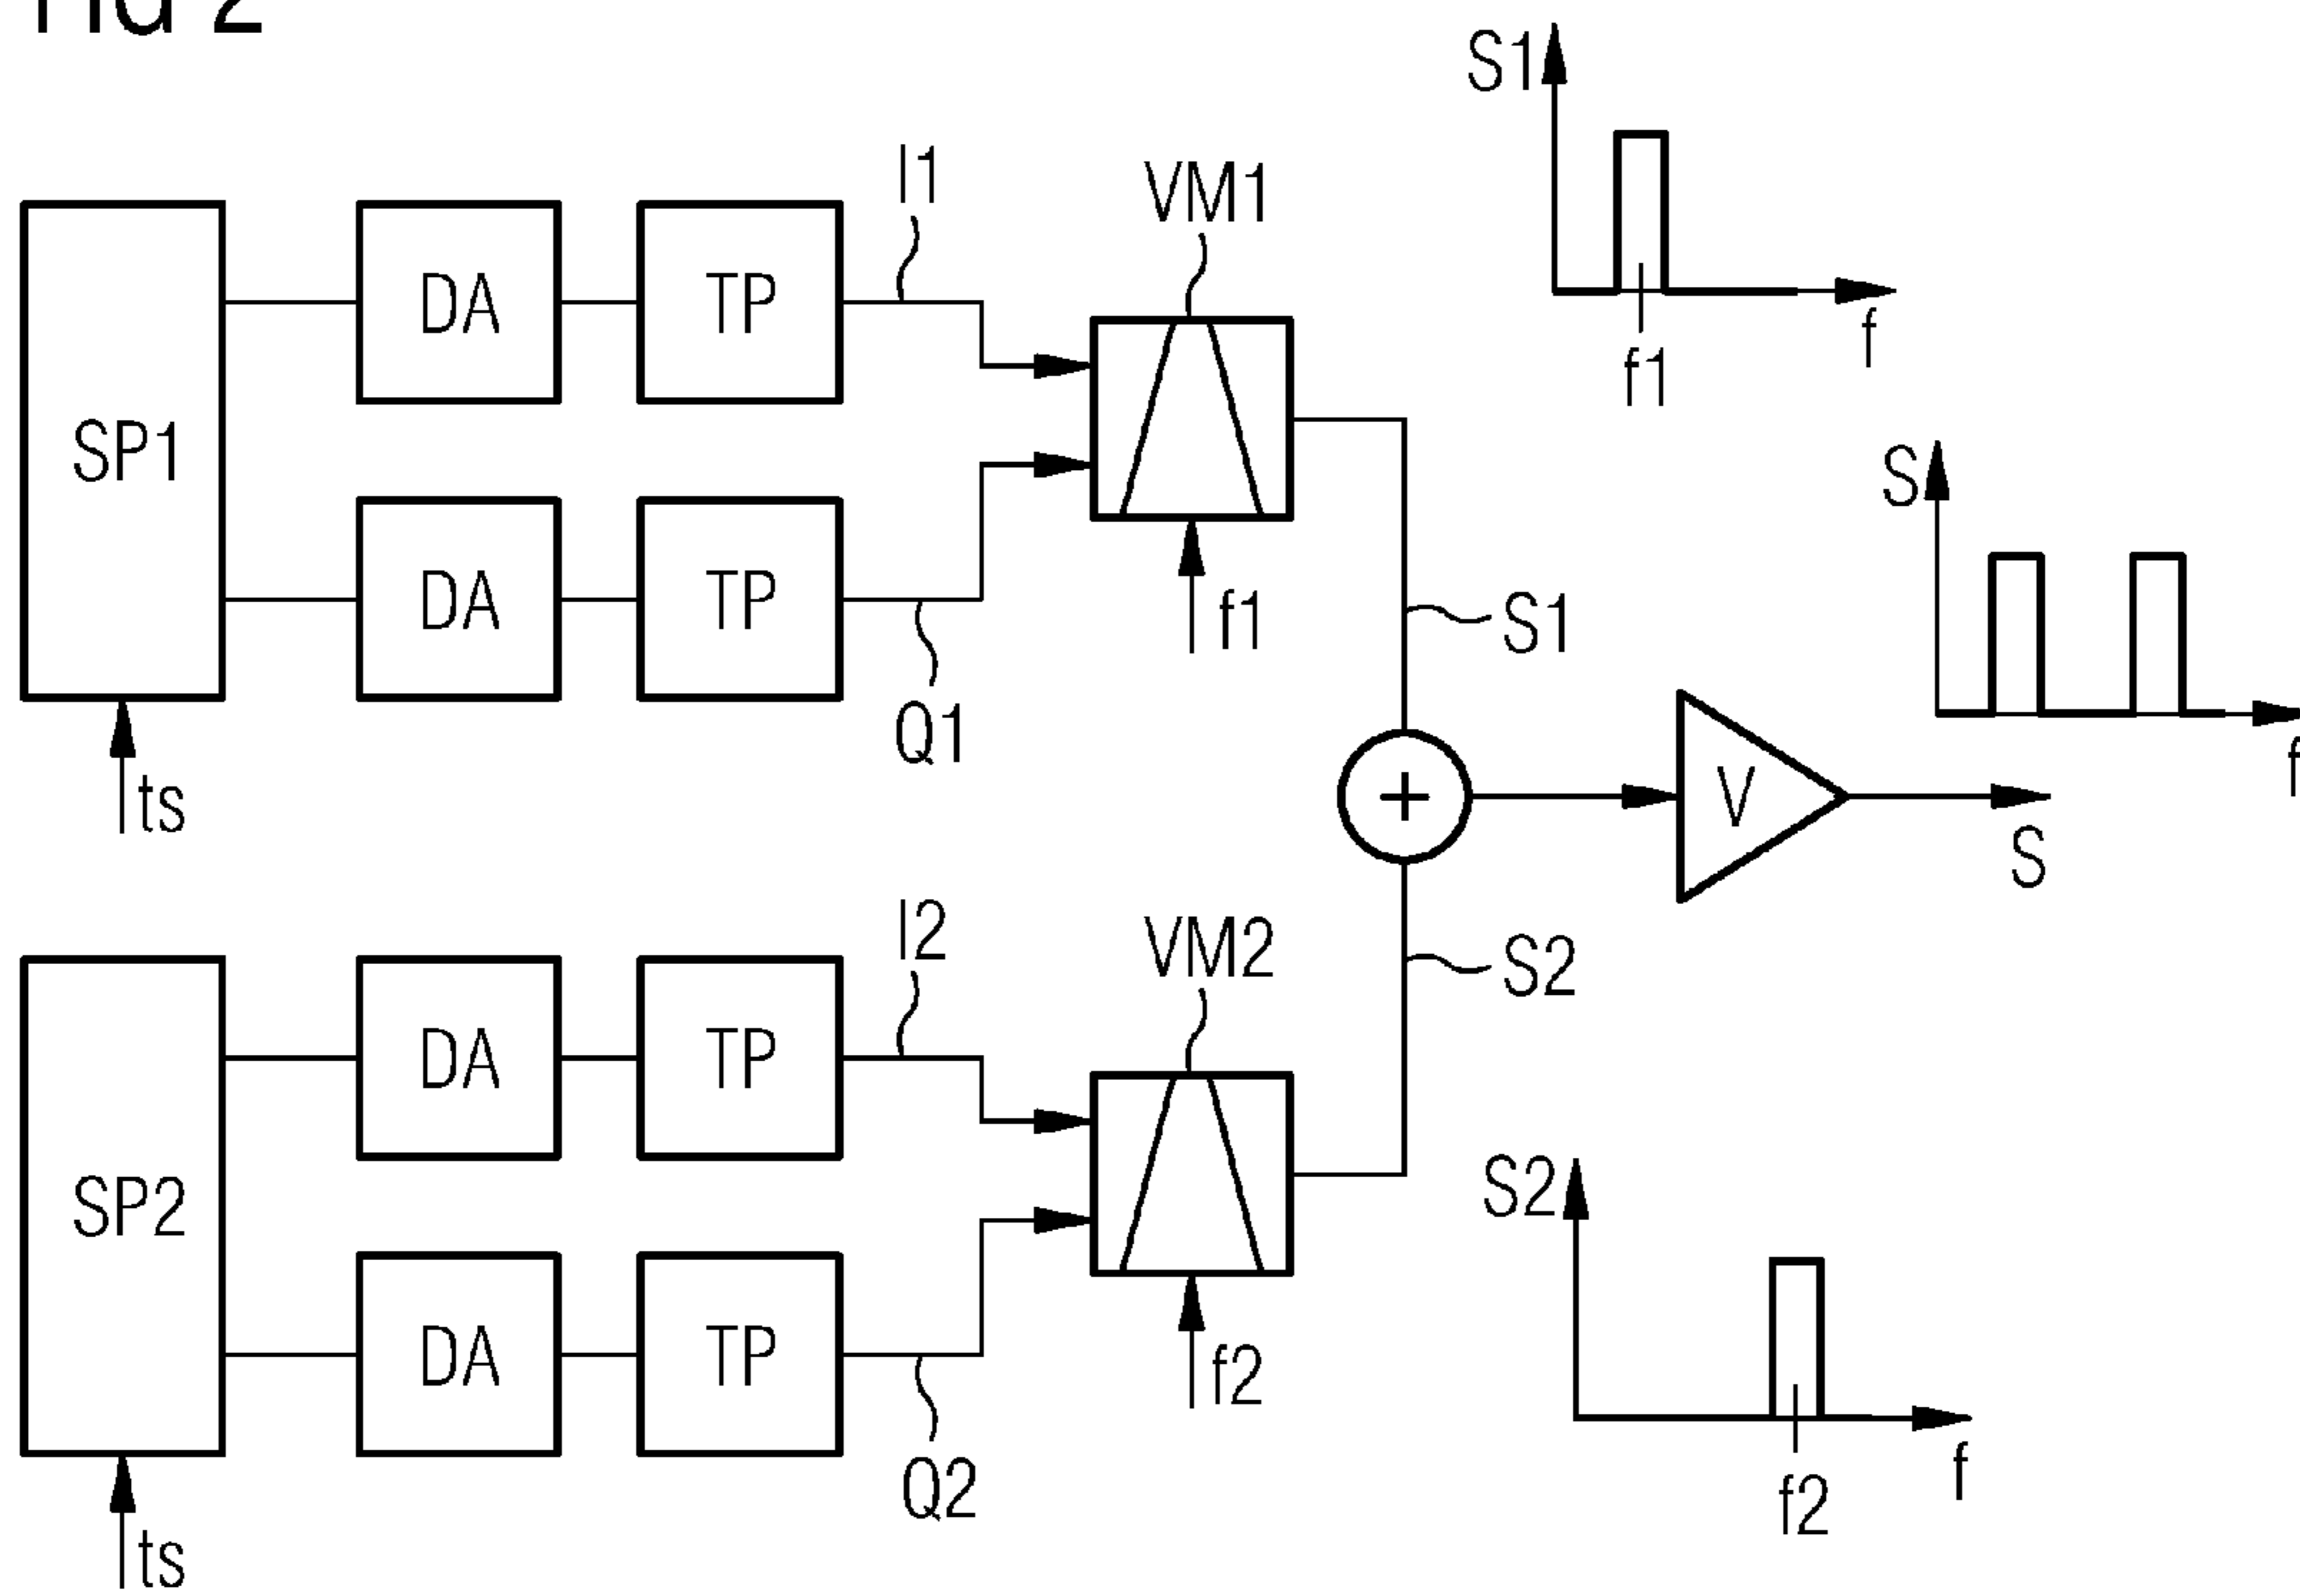 FIG 2
S1
f
f1
I1
VM1
SP1
DA
TP
DA
TP
f1
Q1
ts
S1
S
f
V
S
I2
VM2
SP2
DA
TP
DA
TP
f2
Q2
ts
+
S2
S2
f
f2